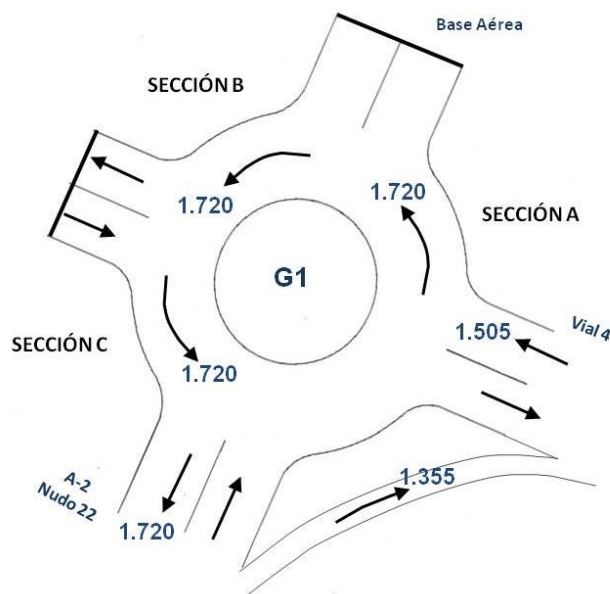 Base Aérea
SECCIÓN B
1.720
1.720
SECCIÓN A
G1
1.505
Vial 4
SECCIÓN C
1.720
A-2
Nudo 22
1.720
1.355